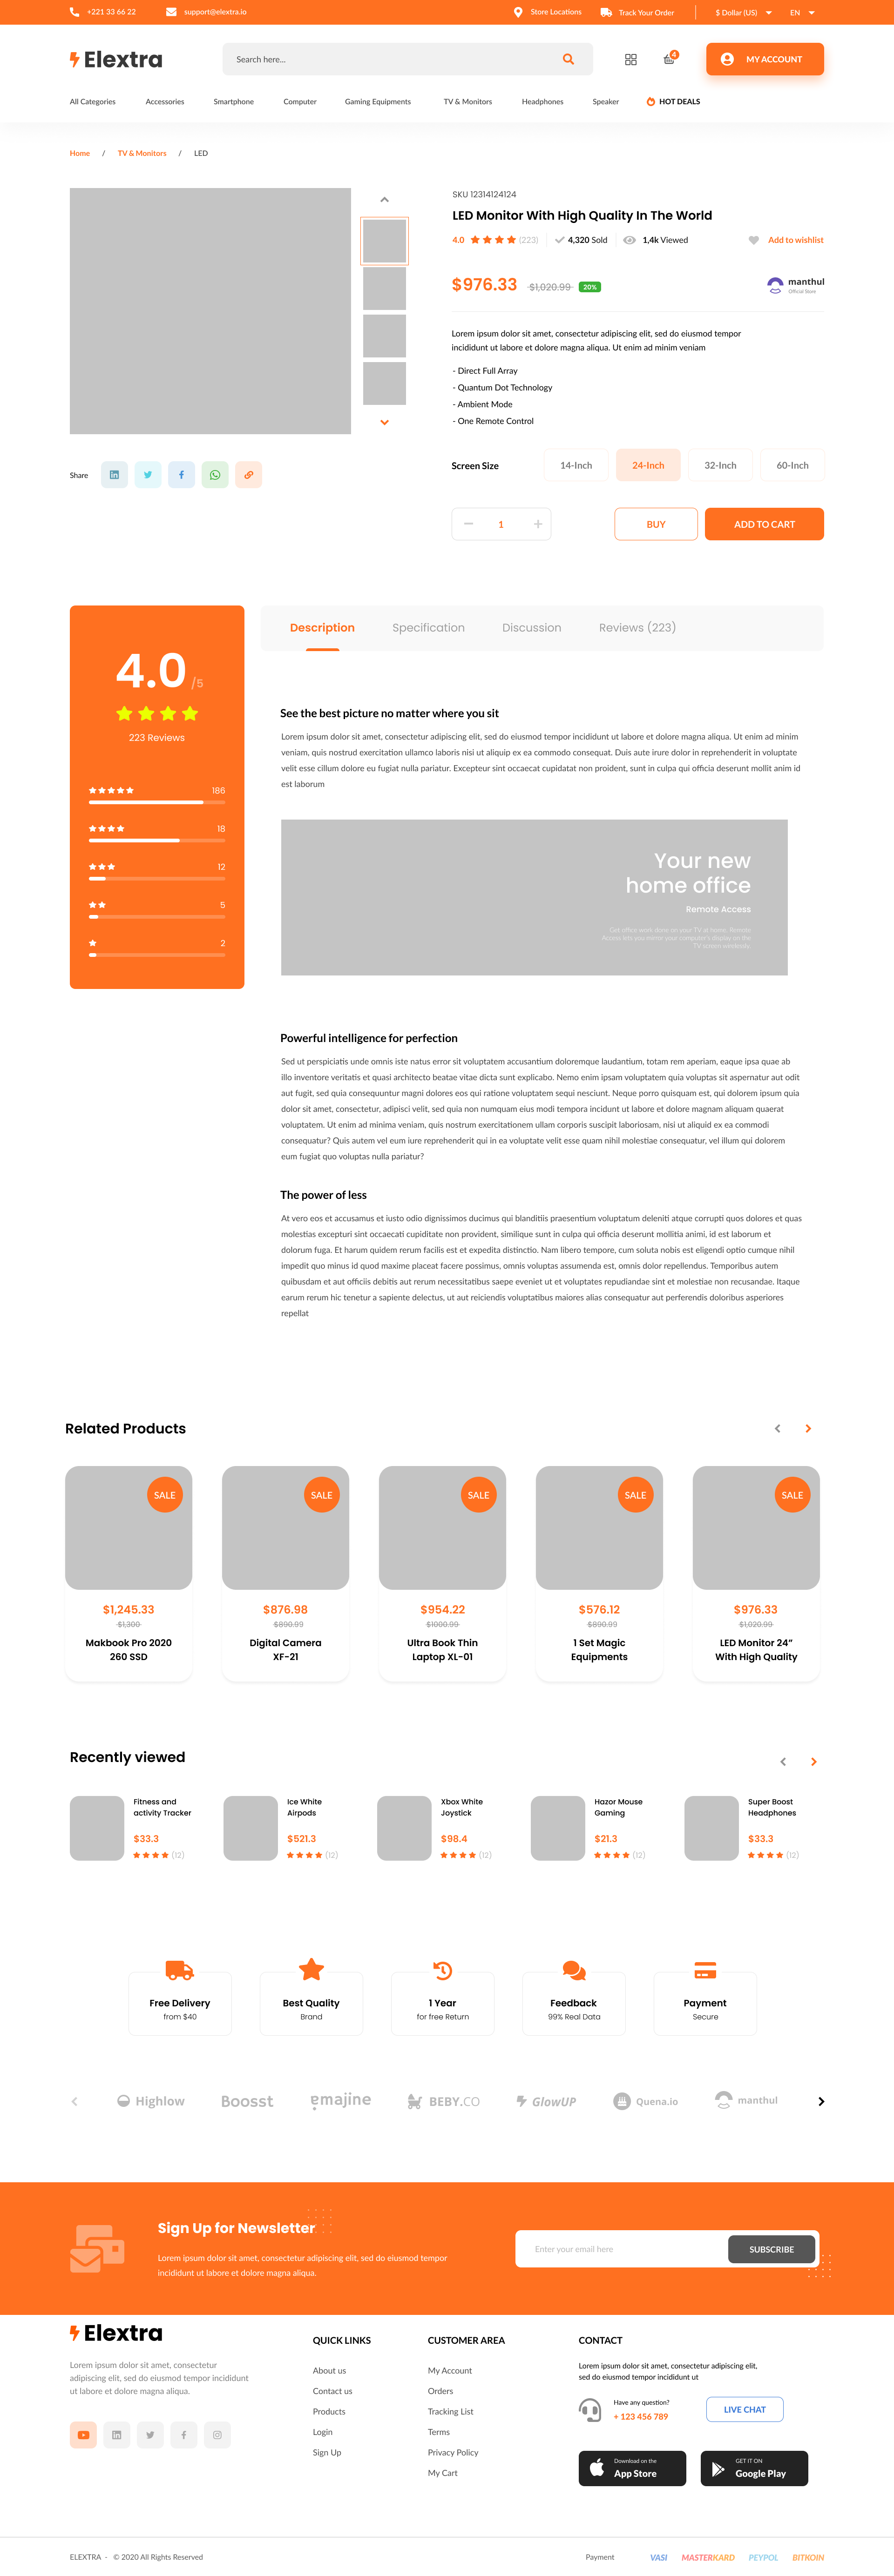 +221 33 66 22
support@elextra.io
Store Locations
Track Your Order
$ Dollar (US)
EN
Elextra
Search here...
4
MY ACCOUNT
All Categories
Accessories
Smartphone
Computer
Gaming Equipments
TV & Monitors
Headphones
Speaker
HOT DEALS
Home / TV & Monitors / LED
SKU 12314124124
LED Monitor With High Quality In The World
4.0 (223)
4,320 Sold
1,4k Viewed
Add to wishlist
$976.33 $1,020.99 20%
manthul
Official Store
Lorem ipsum dolor sit amet, consectetur adipiscing elit, sed do eiusmod tempor
incididunt ut labore et dolore magna aliqua. Ut enim ad minim veniam
- Direct Full Array
- Quantum Dot Technology
- Ambient Mode
- One Remote Control
Share
Screen Size
14-Inch
24-Inch
32-Inch
60-Inch
1
BUY
ADD TO CART
4.0 /5
223 Reviews
186
18
12
5
2
Description
Specification
Discussion
Reviews (223)
See the best picture no matter where you sit
Lorem ipsum dolor sit amet, consectetur adipiscing elit, sed do eiusmod tempor incididunt ut labore et dolore magna aliqua. Ut enim ad minim
veniam, quis nostrud exercitation ullamco laboris nisi ut aliquip ex ea commodo consequat. Duis aute irure dolor in reprehenderit in voluptate
velit esse cillum dolore eu fugiat nulla pariatur. Excepteur sint occaecat cupidatat non proident, sunt in culpa qui officia deserunt mollit anim id
est laborum
Your new
home office
Remote Access
Get office work done on your TV at home. Remote
Access lets you mirror your computer's display on the
TV screen wirelessly.
Powerful intelligence for perfection
Sed ut perspiciatis unde omnis iste natus error sit voluptatem accusantium doloremque laudantium, totam rem aperiam, eaque ipsa quae ab
illo inventore veritatis et quasi architecto beatae vitae dicta sunt explicabo. Nemo enim ipsam voluptatem quia voluptas sit aspernatur aut odit
aut fugit, sed quia consequuntur magni dolores eos qui ratione voluptatem sequi nesciunt. Neque porro quisquam est, qui dolorem ipsum quia
dolor sit amet, consectetur, adipisci velit, sed quia non numquam eius modi tempora incidunt ut labore et dolore magnam aliquam quaerat
voluptatem. Ut enim ad minima veniam, quis nostrum exercitationem ullam corporis suscipit laboriosam, nisi ut aliquid ex ea commodi
consequatur? Quis autem vel eum iure reprehenderit qui in ea voluptate velit esse quam nihil molestiae consequatur, vel illum qui dolorem
eum fugiat quo voluptas nulla pariatur?
The power of less
At vero eos et accusamus et iusto odio dignissimos ducimus qui blanditiis praesentium voluptatum deleniti atque corrupti quos dolores et quas
molestias excepturi sint occaecati cupiditate non provident, similique sunt in culpa qui officia deserunt mollitia animi, id est laborum et
dolorum fuga. Et harum quidem rerum facilis est et expedita distinctio. Nam libero tempore, cum soluta nobis est eligendi optio cumque nihil
impedit quo minus id quod maxime placeat facere possimus, omnis voluptas assumenda est, omnis dolor repellendus. Temporibus autem
quibusdam et aut officiis debitis aut rerum necessitatibus saepe eveniet ut et voluptates repudiandae sint et molestiae non recusandae. Itaque
earum rerum hic tenetur a sapiente delectus, ut aut reiciendis voluptatibus maiores alias consequatur aut perferendis doloribus asperiores
repellat
Related Products
SALE
$1,245.33
$1,300
Makbook Pro 2020
260 SSD
SALE
$876.98
$890.99
Digital Camera
XF-21
SALE
$954.22
$1000.99
Ultra Book Thin
Laptop XL-01
SALE
$576.12
$890.99
1 Set Magic
Equipments
SALE
$976.33
$1,020.99
LED Monitor 24”
With High Quality
Recently viewed
Fitness and
activity Tracker
$33.3
(12)
Ice White
Airpods
$521.3
(12)
Xbox White
Joystick
$98.4
(12)
Hazor Mouse
Gaming
$21.3
(12)
Super Boost
Headphones
$33.3
(12)
Free Delivery
from $40
Best Quality
Brand
1 Year
for free Return
Feedback
99% Real Data
Payment
Secure
Highlow
Boosst
emajine
BEBY.CO
GlowUP
Quena.io
manthul
Sign Up for Newsletter
Lorem ipsum dolor sit amet, consectetur adipiscing elit, sed do eiusmod tempor
incididunt ut labore et dolore magna aliqua.
Enter your email here
SUBSCRIBE
Elextra
Lorem ipsum dolor sit amet, consectetur
adipiscing elit, sed do eiusmod tempor incididunt
ut labore et dolore magna aliqua.
QUICK LINKS
About us
Contact us
Products
Login
Sign Up
CUSTOMER AREA
My Account
Orders
Tracking List
Terms
Privacy Policy
My Cart
CONTACT
Lorem ipsum dolor sit amet, consectetur adipiscing elit,
sed do eiusmod tempor incididunt ut
Have any question?
+ 123 456 789
LIVE CHAT
Download on the
App Store
GET IT ON
Google Play
ELEXTRA - © 2020 All Rights Reserved
Payment
VASI
MASTERKARD
PEYPOL
BITKOIN